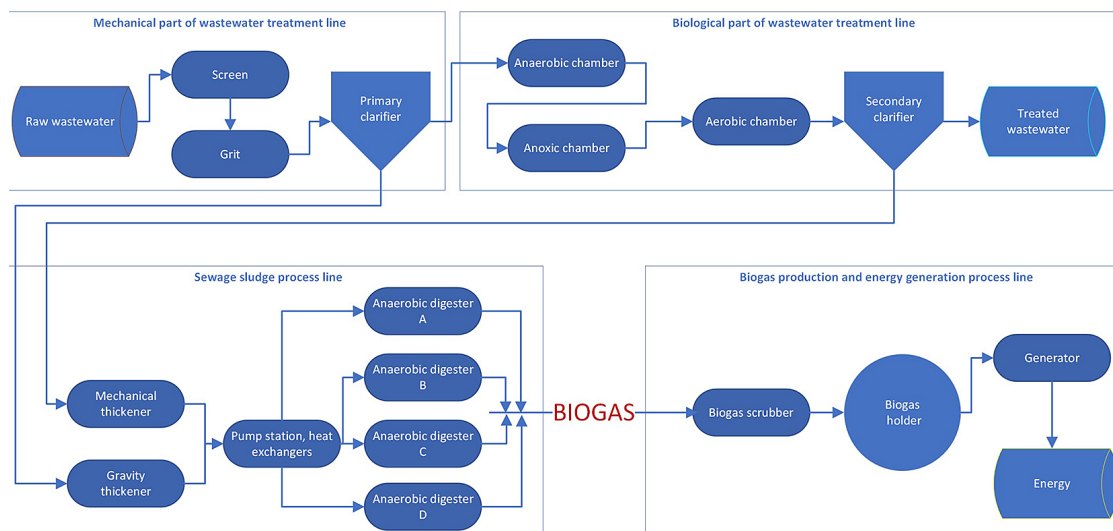 Mechanical part of wastewater treatment line
Raw wastewater
Screen
Grit
Primary
clarifier
Biological part of wastewater treatment line
Anaerobic chamber
Anoxic chamber
Aerobic chamber
Secondary
clarifier
Treated
wastewater
Sewage sludge process line
Mechanical
thickener
Gravity
thickener
Pump station, heat
exchangers
Anaerobic digester
A
Anaerobic digester
B
Anaerobic digester
C
Anaerobic digester
D
BIOGAS
Biogas production and energy generation process line
Biogas scrubber
Biogas
holder
Generator
Energy